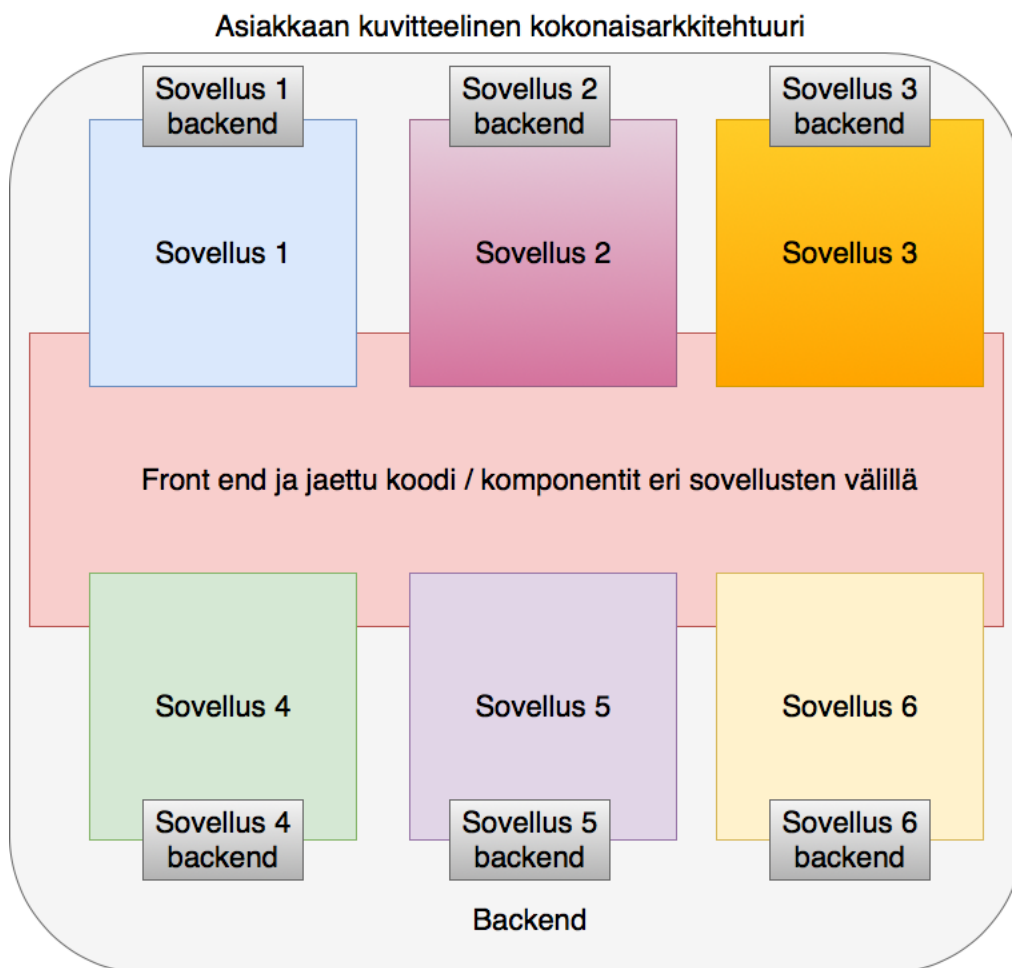 Asiakkaan kuvitteelinen kokonaisarkkitehtuuri
Sovellus 1
backend
Sovellus 2
backend
Sovellus 3
backend
Sovellus 1
Sovellus 2
Sovellus 3
Front end ja jaettu koodi / komponentit eri sovellusten välillä
Sovellus 4
Sovellus 5
Sovellus 6
Sovellus 4
backend
Sovellus 5
backend
Sovellus 6
backend
Backend